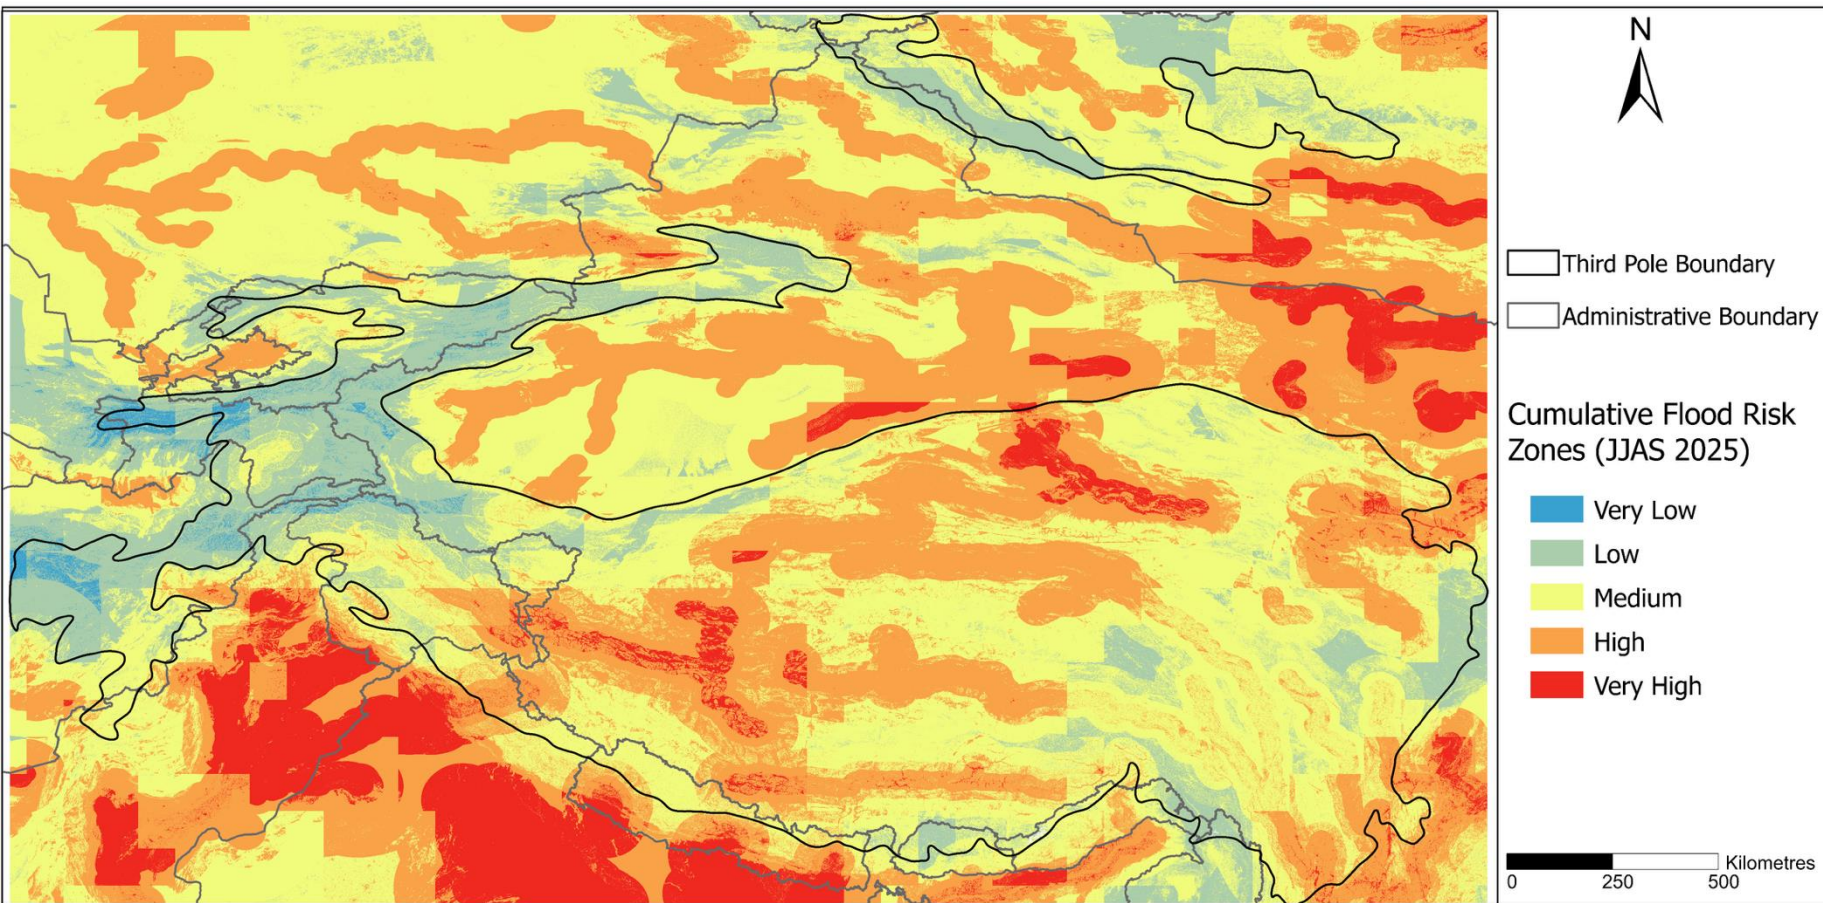 N
Third Pole Boundary
Administrative Boundary
Cumulative Flood Risk
Zones (JJAS 2025)
Very Low
Low
Medium
High
Very High
Kilometres
0 250 500